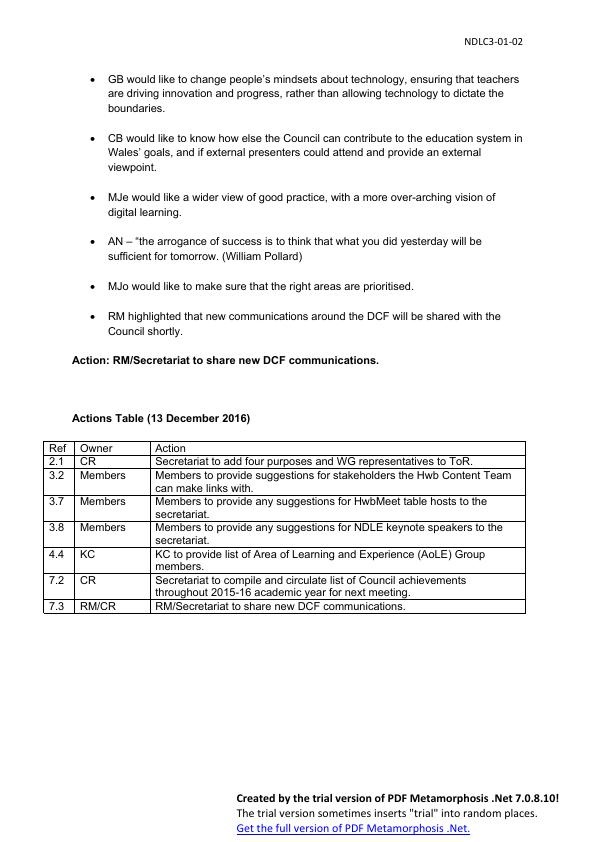 NDLC3-01-02
• GB would like to change people's mindsets about technology, ensuring that teachers
are driving innovation and progress, rather than allowing technology to dictate the
boundaries.
• CB would like to know how else the Council can contribute to the education system in
Wales' goals, and if external presenters could attend and provide an external
viewpoint.
• MJe would like a wider view of good practice, with a more over-arching vision of
digital learning.
• AN – "the arrogance of success is to think that what you did yesterday will be
sufficient for tomorrow. (William Pollard)
• MJo would like to make sure that the right areas are prioritised.
• RM highlighted that new communications around the DCF will be shared with the
Council shortly.
Action: RM/Secretariat to share new DCF communications.
Actions Table (13 December 2016)
Ref Owner Action
2.1 CR Secretariat to add four purposes and WG representatives to ToR.
3.2 Members Members to provide suggestions for stakeholders the Hwb Content Team
can make links with.
3.7 Members Members to provide any suggestions for HwbMeet table hosts to the
secretariat.
3.8 Members Members to provide any suggestions for NDLE keynote speakers to the
secretariat.
4.4 KC KC to provide list of Area of Learning and Experience (AoLE) Group
members.
7.2 CR Secretariat to compile and circulate list of Council achievements
throughout 2015-16 academic year for next meeting.
7.3 RM/CR RM/Secretariat to share new DCF communications.
Created by the trial version of PDF Metamorphosis .Net 7.0.8.10!
The trial version sometimes inserts "trial" into random places.
Get the full version of PDF Metamorphosis .Net.